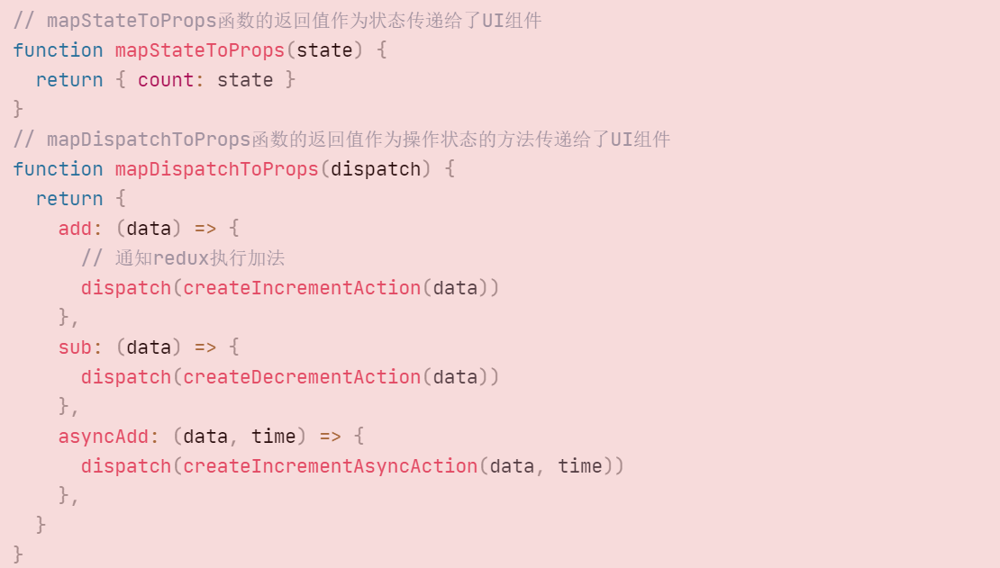 // mapStateToProps函数的返回值作为状态传递给了UI组件
function mapStateToProps(state) {
  return { count: state }
}
// mapDispatchToProps函数的返回值作为操作状态的方法传递给了UI组件
function mapDispatchToProps(dispatch) {
  return {
    add: (data) => {
      // 通知redux执行加法
      dispatch(createIncrementAction(data))
    },
    sub: (data) => {
      dispatch(createDecrementAction(data))
    },
    asyncAdd: (data, time) => {
      dispatch(createIncrementAsyncAction(data, time))
    },
  }
}